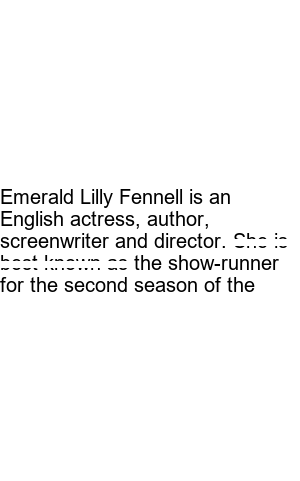 Emerald Lilly Fennell is an
English actress, author,
screenwriter and director.
the show-runner
for the second season of the